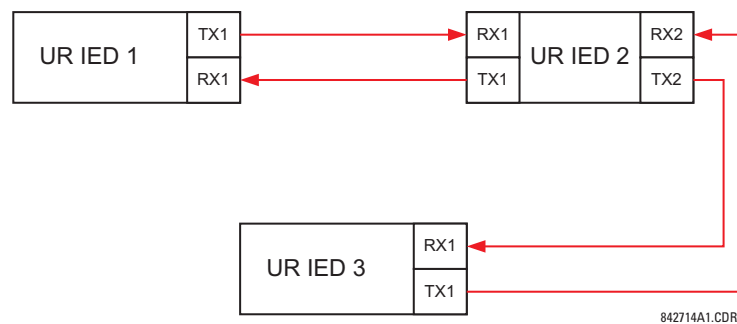 UR IED 1
TX1
RX1
RX1
TX1
UR IED 2
RX2
TX2
UR IED 3
RX1
TX1
842714A1.CDR